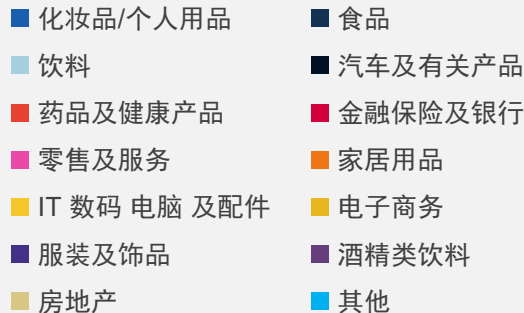 化妆品/个人用品
食品
饮料
汽车及有关产品
药品及健康产品
金融保险及银行
零售及服务
家居用品
IT 数码 电脑 及配件
电子商务
服装及饰品
酒精类饮料
房地产
其他